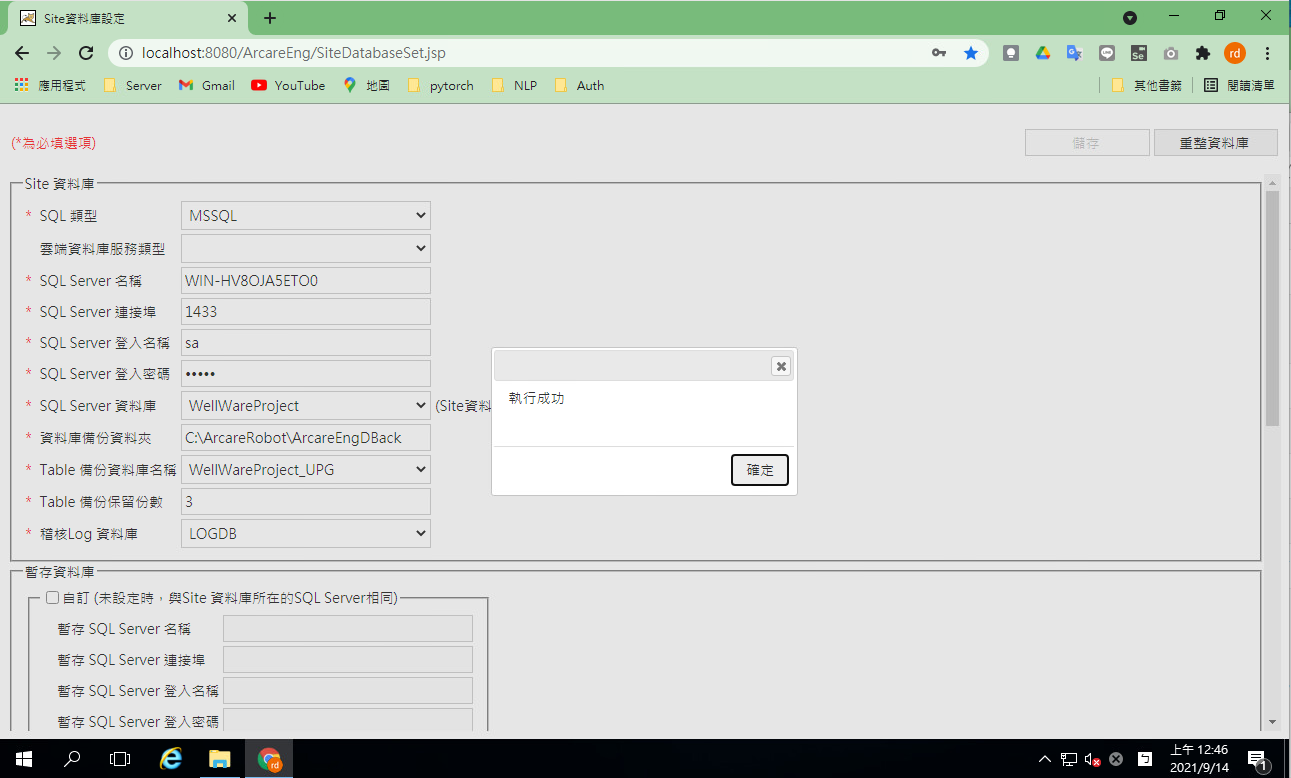 Site資料庫設定
localhost:8080/ArcareEng/SiteDatabaseSet.jsp
rd
應用程式 Server Gmail YouTube 地圖 pytorch NLP Auth 其他書籤 閱讀清單
(*為必填選項) 儲存 重整資料庫
Site 資料庫
* SQL 類型 MSSQL
雲端資料庫服務類型
* SQL Server 名稱 WIN-HV8OJA5ETO0
* SQL Server 連接埠 1433
* SQL Server 登入名稱 sa
* SQL Server 登入密碼 •••••
* SQL Server 資料庫 WellWareProject (Site資料
* 資料庫備份資料夾 C:\ArcareRobot\ArcareEngDBack
* Table 備份資料庫名稱 WellWareProject_UPG
* Table 備份保留份數 3
* 稽核Log 資料庫 LOGDB
執行成功
確定
暫存資料庫
自訂 (未設定時，與Site 資料庫所在的SQL Server相同)
暫存 SQL Server 名稱
暫存 SQL Server 連接埠
暫存 SQL Server 登入名稱
暫存 SQL Server 登入密碼
rd
上午 12:46
2021/9/14
1